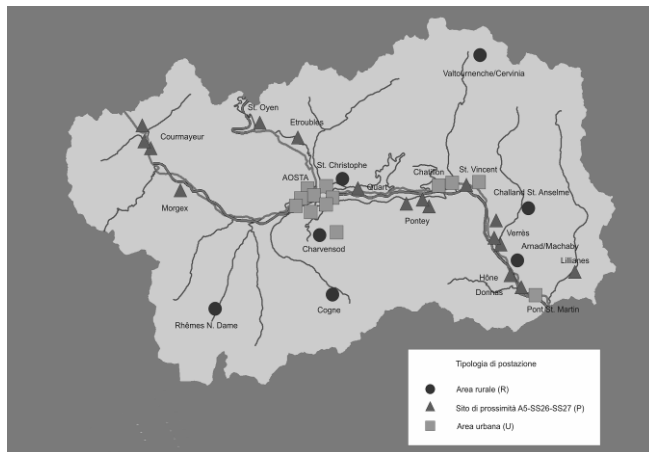 Valtournenche/Cervinia
St. Oyen
Etroubles
Courmayeur
St. Christophe
AOSTA
Quart
Chatillon
St. Vincent
Challand St. Anselme
Morgex
Pontey
Verrès
Charvensod
Arnad/Machaby
Lillianes
Hône
Donnas
Cogne
Pont St. Martin
Rhêmes N. Dame
Tipologia di postazione
Area rurale (R)
Sito di prossimità A5-SS26-SS27 (P)
Area urbana (U)